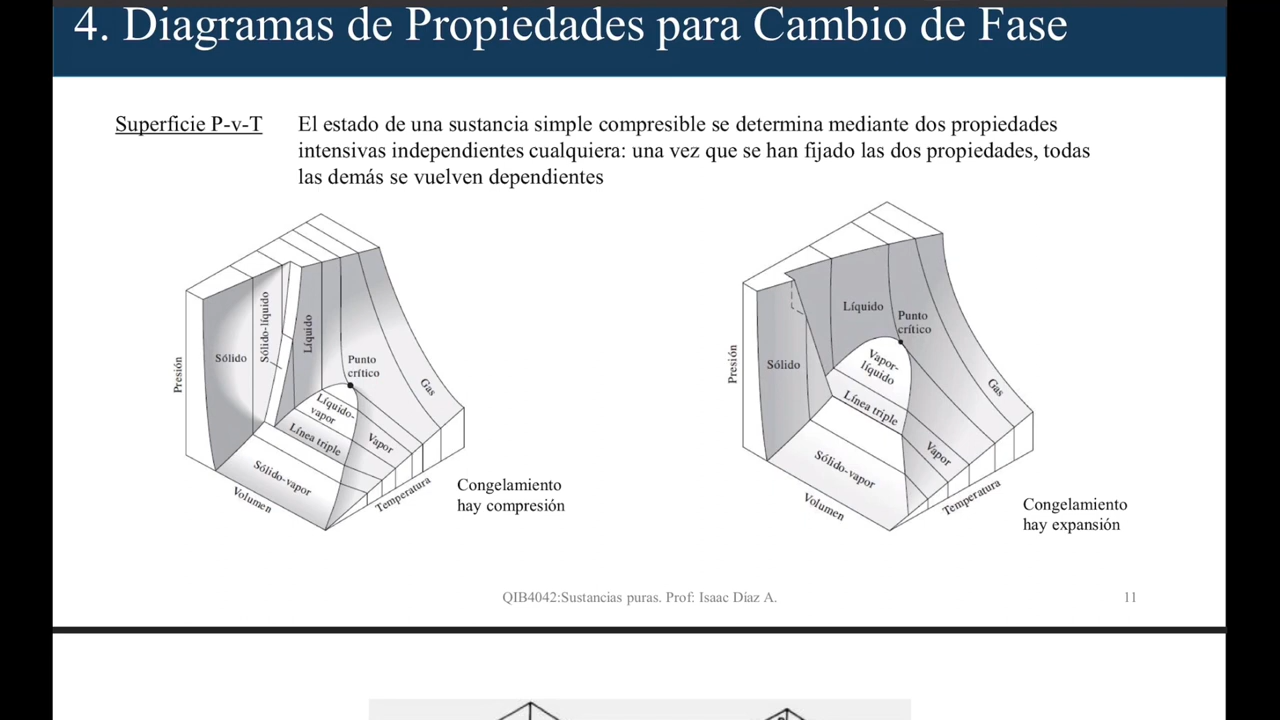 4. Diagramas de Propiedades para Cambio de Fase
Superficie P-v-T
El estado de una sustancia simple compresible se determina mediante dos propiedades
intensivas independientes cualquiera: una vez que se han fijado las dos propiedades, todas
las demás se vuelven dependientes
Presión
Sólido
Sólido-líquido
Líquido
Punto
crítico
Gas
Líquido-
vapor
Línea triple
Vapor
Sólido-vapor
Volumen
Temperatura
Congelamiento
hay compresión
Presión
Sólido
Líquido
Punto
crítico
Vapor-
líquido
Gas
Línea triple
Vapor
Sólido-vapor
Volumen
Temperatura
Congelamiento
hay expansión
QIB4042:Sustancias puras. Prof: Isaac Díaz A.
11